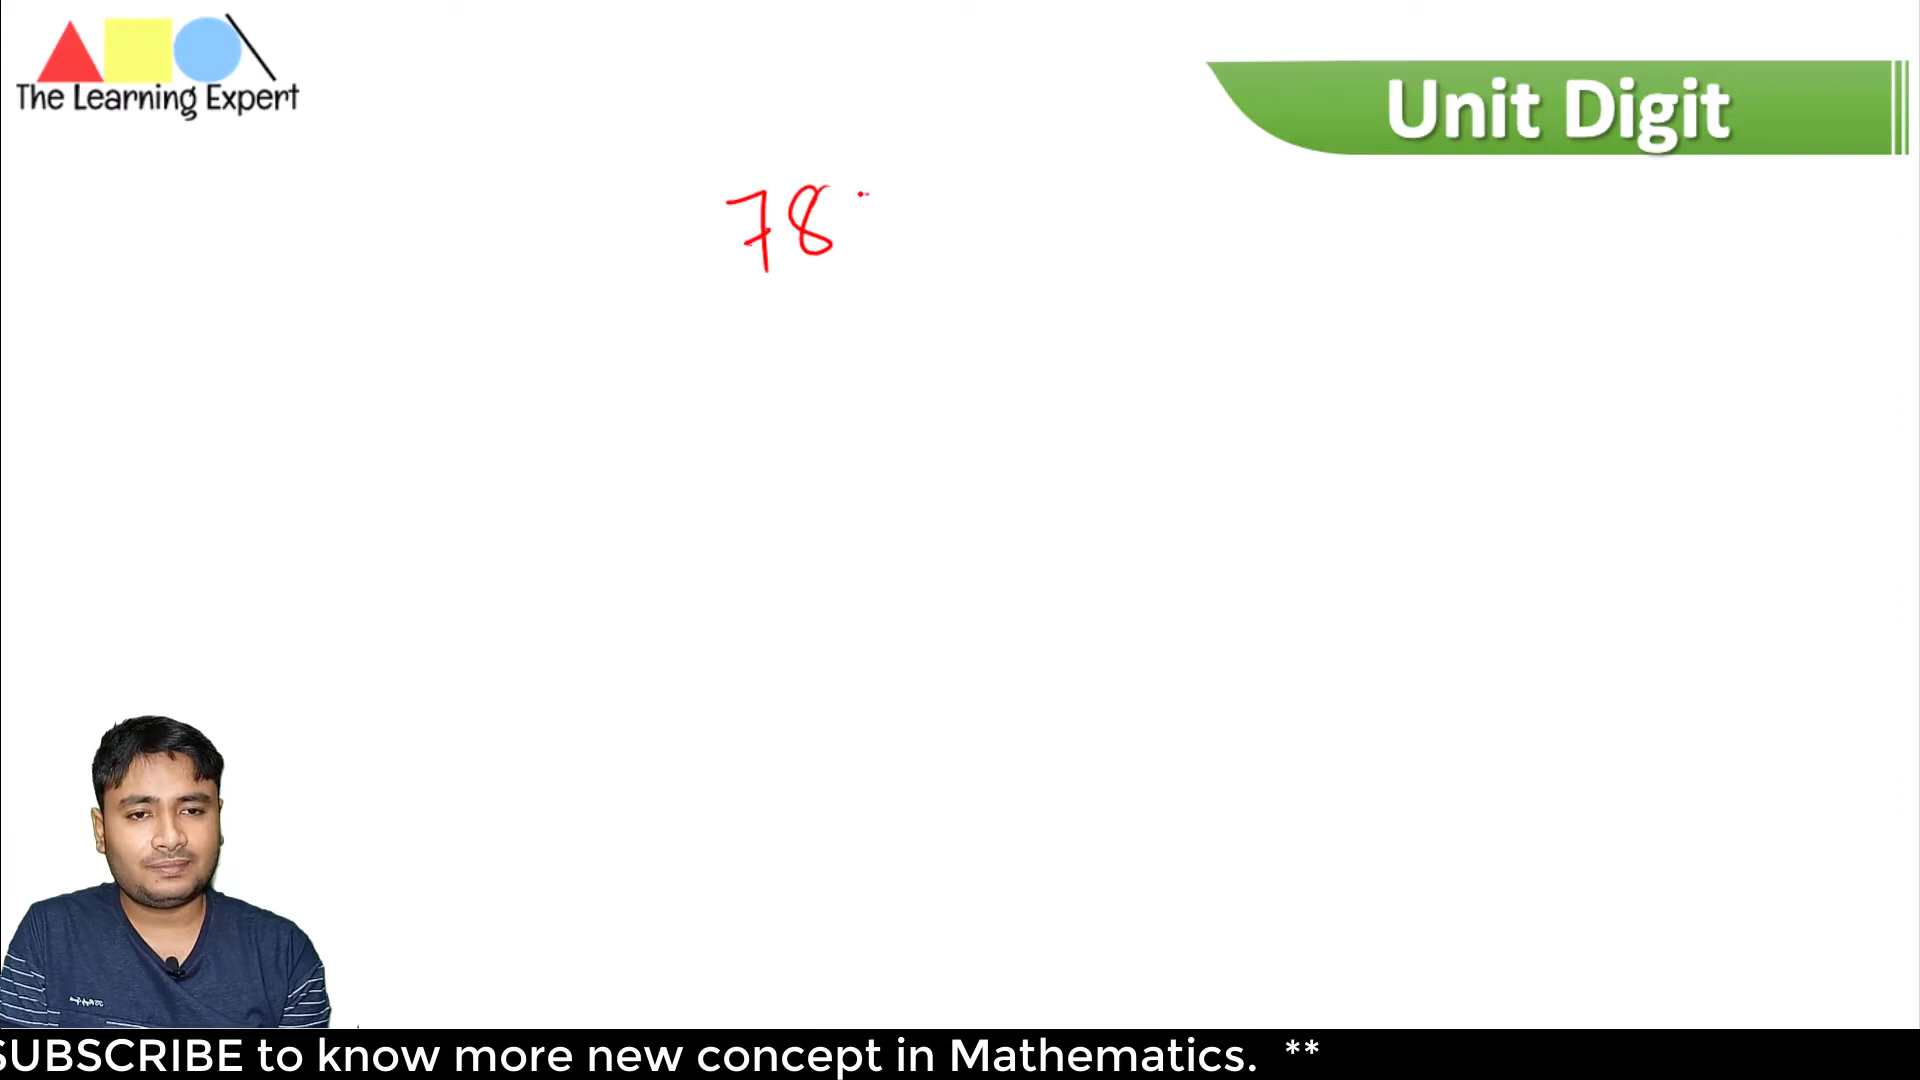 The Learning Expert
Unit Digit
78
SUBSCRIBE to know more new concept in Mathematics. **